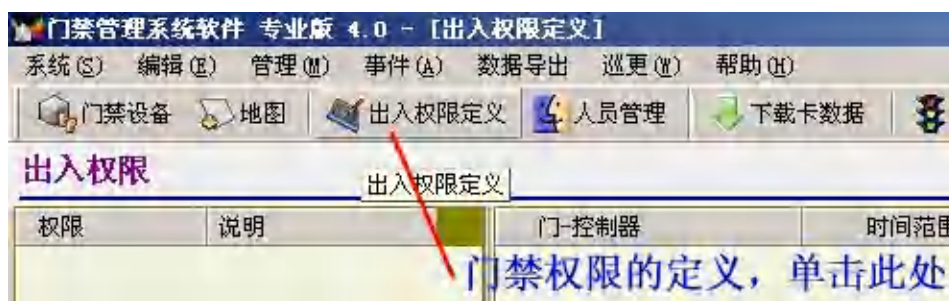 门禁管理系统软件 专业版 4.0 - [出入权限定义]
系统(S) 编辑(E) 管理(M) 事件(A) 数据导出 巡更(W) 帮助(H)
门禁设备 地图 出入权限定义 人员管理 下载卡数据
出入权限
出入权限定义
权限 说明 门-控制器 时间范围
门禁权限的定义，单击此处